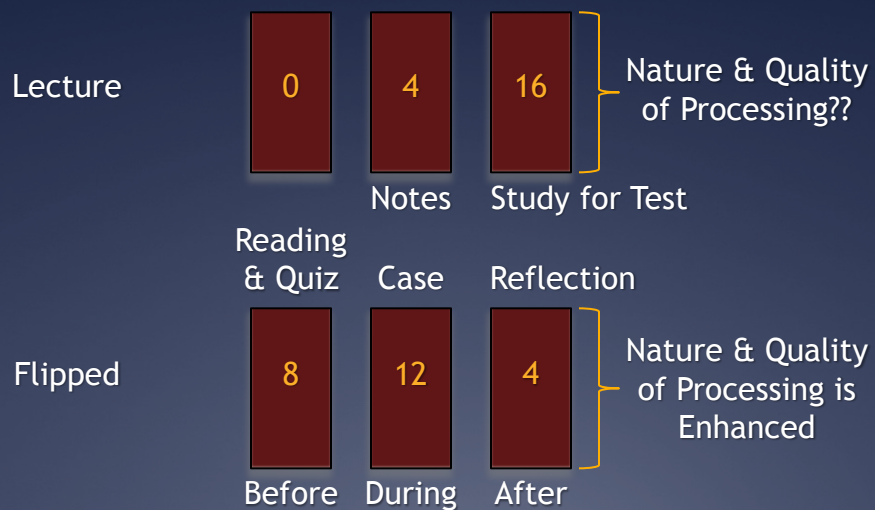 Lecture
0
4
16
Nature & Quality
of Processing??
Notes
Study for Test
Reading
& Quiz
Case
Reflection
Flipped
8
12
4
Nature & Quality
of Processing is
Enhanced
Before
During
After